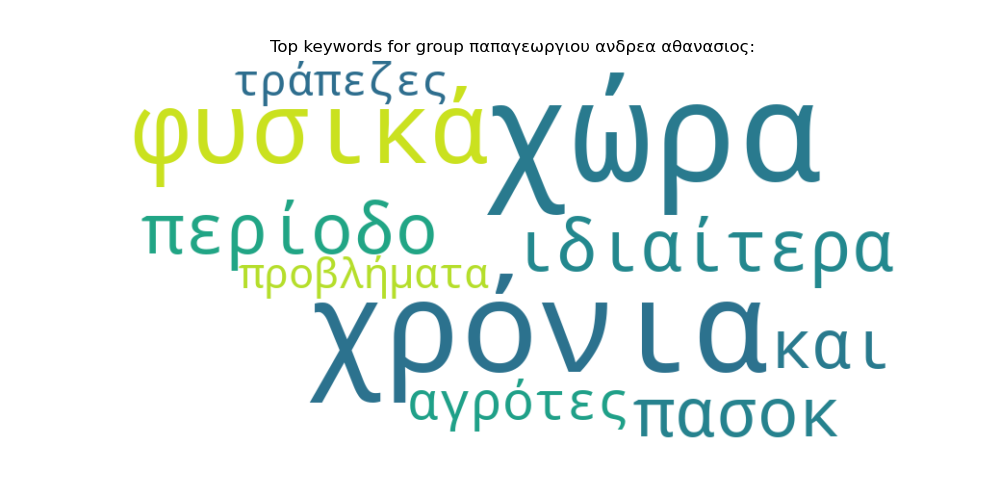 Top keywords for group παπαγεωργιου ανδρεα αθανασιος:
τράπεζες
φυσικά
χώρα
περίοδο
ιδιαίτερα
προβλήματα
χρόνια
και
αγρότες
πασοκ